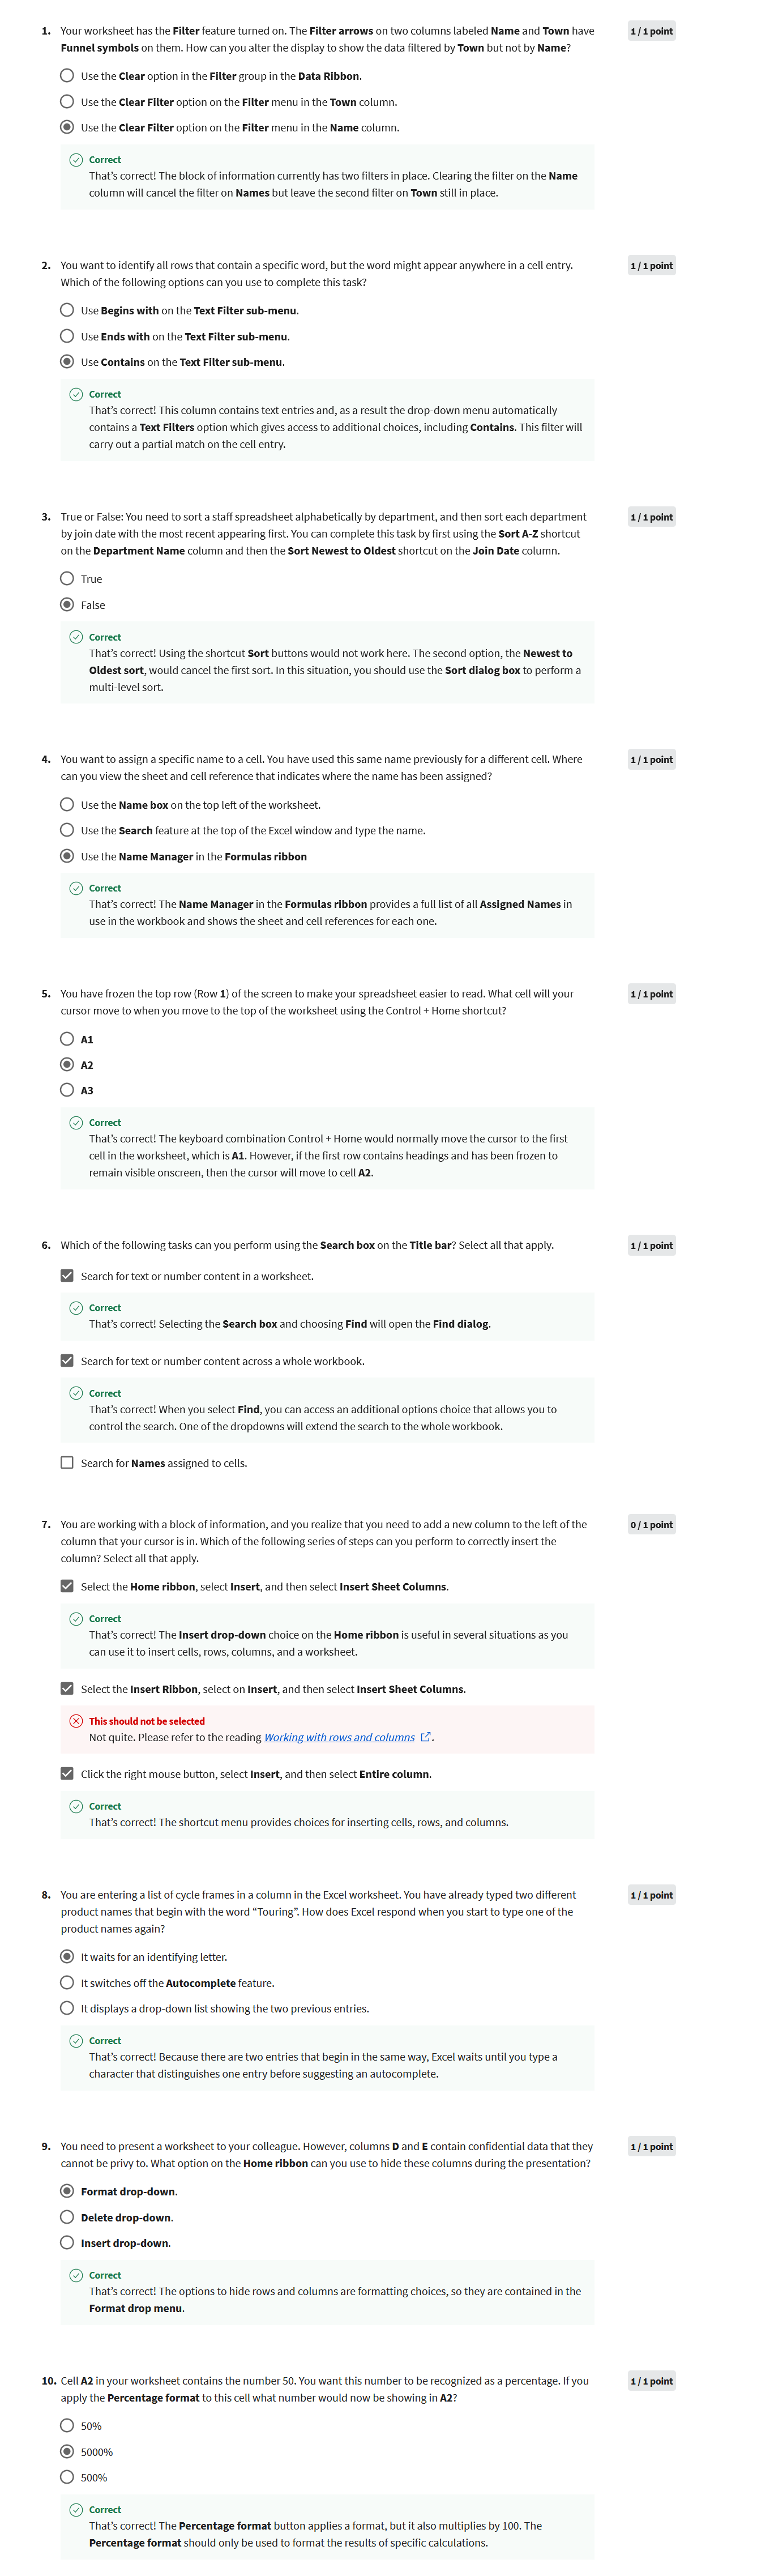 1. Your worksheet has the Filter feature turned on. The Filter arrows on two columns labeled Name and Town have
Funnel symbols on them. How can you alter the display to show the data filtered by Town but not by Name?
1 / 1 point
Use the Clear option in the Filter group in the Data Ribbon.
Use the Clear Filter option on the Filter menu in the Town column.
Use the Clear Filter option on the Filter menu in the Name column.
Correct
That's correct! The block of information currently has two filters in place. Clearing the filter on the Name
column will cancel the filter on Names but leave the second filter on Town still in place.
2. You want to identify all rows that contain a specific word, but the word might appear anywhere in a cell entry.
Which of the following options can you use to complete this task?
1 / 1 point
Use Begins with on the Text Filter sub-menu.
Use Ends with on the Text Filter sub-menu.
Use Contains on the Text Filter sub-menu.
Correct
That's correct! This column contains text entries and, as a result the drop-down menu automatically
contains a Text Filters option which gives access to additional choices, including Contains. This filter will
carry out a partial match on the cell entry.
3. True or False: You need to sort a staff spreadsheet alphabetically by department, and then sort each department
by join date with the most recent appearing first. You can complete this task by first using the Sort A-Z shortcut
on the Department Name column and then the Sort Newest to Oldest shortcut on the Join Date column.
1 / 1 point
True
False
Correct
That's correct! Using the shortcut Sort buttons would not work here. The second option, the Newest to
Oldest sort, would cancel the first sort. In this situation, you should use the Sort dialog box to perform a
multi-level sort.
4. You want to assign a specific name to a cell. You have used this same name previously for a different cell. Where
can you view the sheet and cell reference that indicates where the name has been assigned?
1 / 1 point
Use the Name box on the top left of the worksheet.
Use the Search feature at the top of the Excel window and type the name.
Use the Name Manager in the Formulas ribbon
Correct
That's correct! The Name Manager in the Formulas ribbon provides a full list of all Assigned Names in
use in the workbook and shows the sheet and cell references for each one.
5. You have frozen the top row (Row 1) of the screen to make your spreadsheet easier to read. What cell will your
cursor move to when you move to the top of the worksheet using the Control + Home shortcut?
1 / 1 point
A1
A2
A3
Correct
That's correct! The keyboard combination Control + Home would normally move the cursor to the first
cell in the worksheet, which is A1. However, if the first row contains headings and has been frozen to
remain visible onscreen, then the cursor will move to cell A2.
6. Which of the following tasks can you perform using the Search box on the Title bar? Select all that apply.
1 / 1 point
Search for text or number content in a worksheet.
Correct
That's correct! Selecting the Search box and choosing Find will open the Find dialog.
Search for text or number content across a whole workbook.
Correct
That's correct! When you select Find, you can access an additional options choice that allows you to
control the search. One of the dropdowns will extend the search to the whole workbook.
Search for Names assigned to cells.
7. You are working with a block of information, and you realize that you need to add a new column to the left of the
column that your cursor is in. Which of the following series of steps can you perform to correctly insert the
column? Select all that apply.
0 / 1 point
Select the Home ribbon, select Insert, and then select Insert Sheet Columns.
Correct
That's correct! The Insert drop-down choice on the Home ribbon is useful in several situations as you
can use it to insert cells, rows, columns, and a worksheet.
Select the Insert Ribbon, select on Insert, and then select Insert Sheet Columns.
This should not be selected
Not quite. Please refer to the reading Working with rows and columns .
Click the right mouse button, select Insert, and then select Entire column.
Correct
That's correct! The shortcut menu provides choices for inserting cells, rows, and columns.
8. You are entering a list of cycle frames in a column in the Excel worksheet. You have already typed two different
product names that begin with the word “Touring”. How does Excel respond when you start to type one of the
product names again?
1 / 1 point
It waits for an identifying letter.
It switches off the Autocomplete feature.
It displays a drop-down list showing the two previous entries.
Correct
That's correct! Because there are two entries that begin in the same way, Excel waits until you type a
character that distinguishes one entry before suggesting an autocomplete.
9. You need to present a worksheet to your colleague. However, columns D and E contain confidential data that they
cannot be privy to. What option on the Home ribbon can you use to hide these columns during the presentation?
1 / 1 point
Format drop-down.
Delete drop-down.
Insert drop-down.
Correct
That's correct! The options to hide rows and columns are formatting choices, so they are contained in the
Format drop menu.
10. Cell A2 in your worksheet contains the number 50. You want this number to be recognized as a percentage. If you
apply the Percentage format to this cell what number would now be showing in A2?
1 / 1 point
50%
5000%
500%
Correct
That's correct! The Percentage format button applies a format, but it also multiplies by 100. The
Percentage format should only be used to format the results of specific calculations.